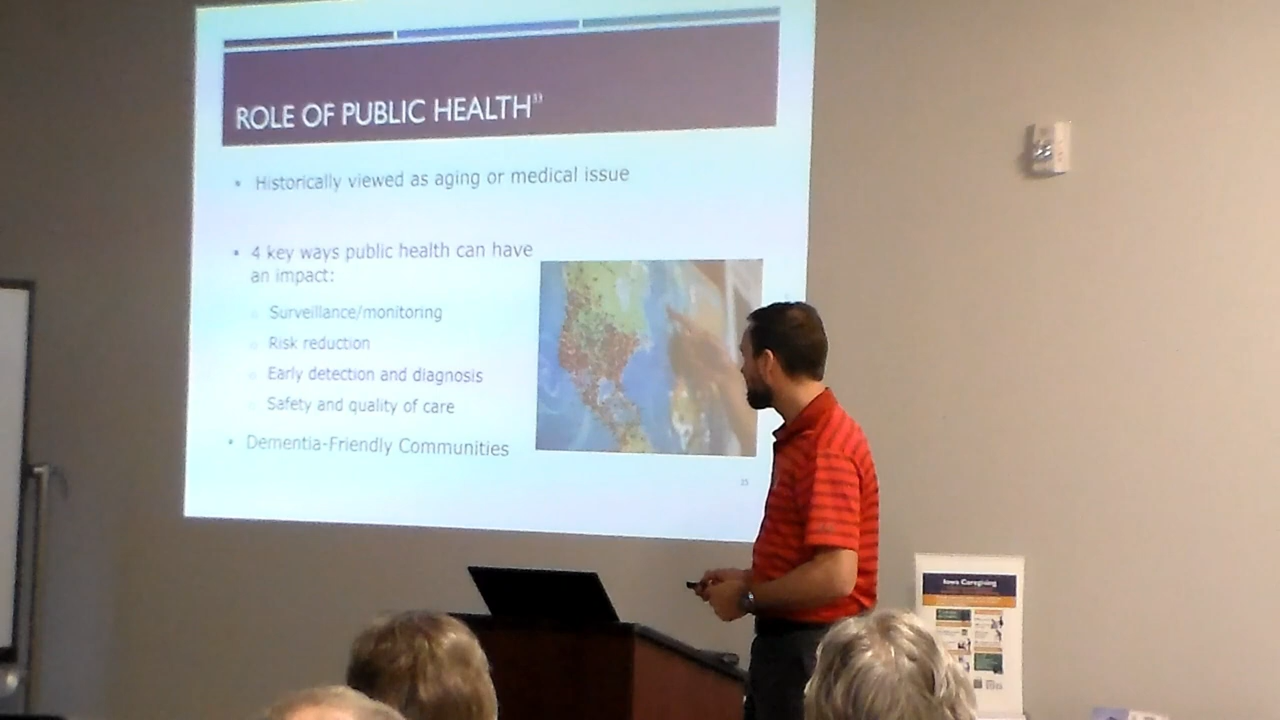 ROLE OF PUBLIC HEALTH³³
• Historically viewed as aging or medical issue
• 4 key ways public health can have
an impact:
Surveillance/monitoring
Risk reduction
Early detection and diagnosis
Safety and quality of care
• Dementia-Friendly Communities
Iowa Caregiving